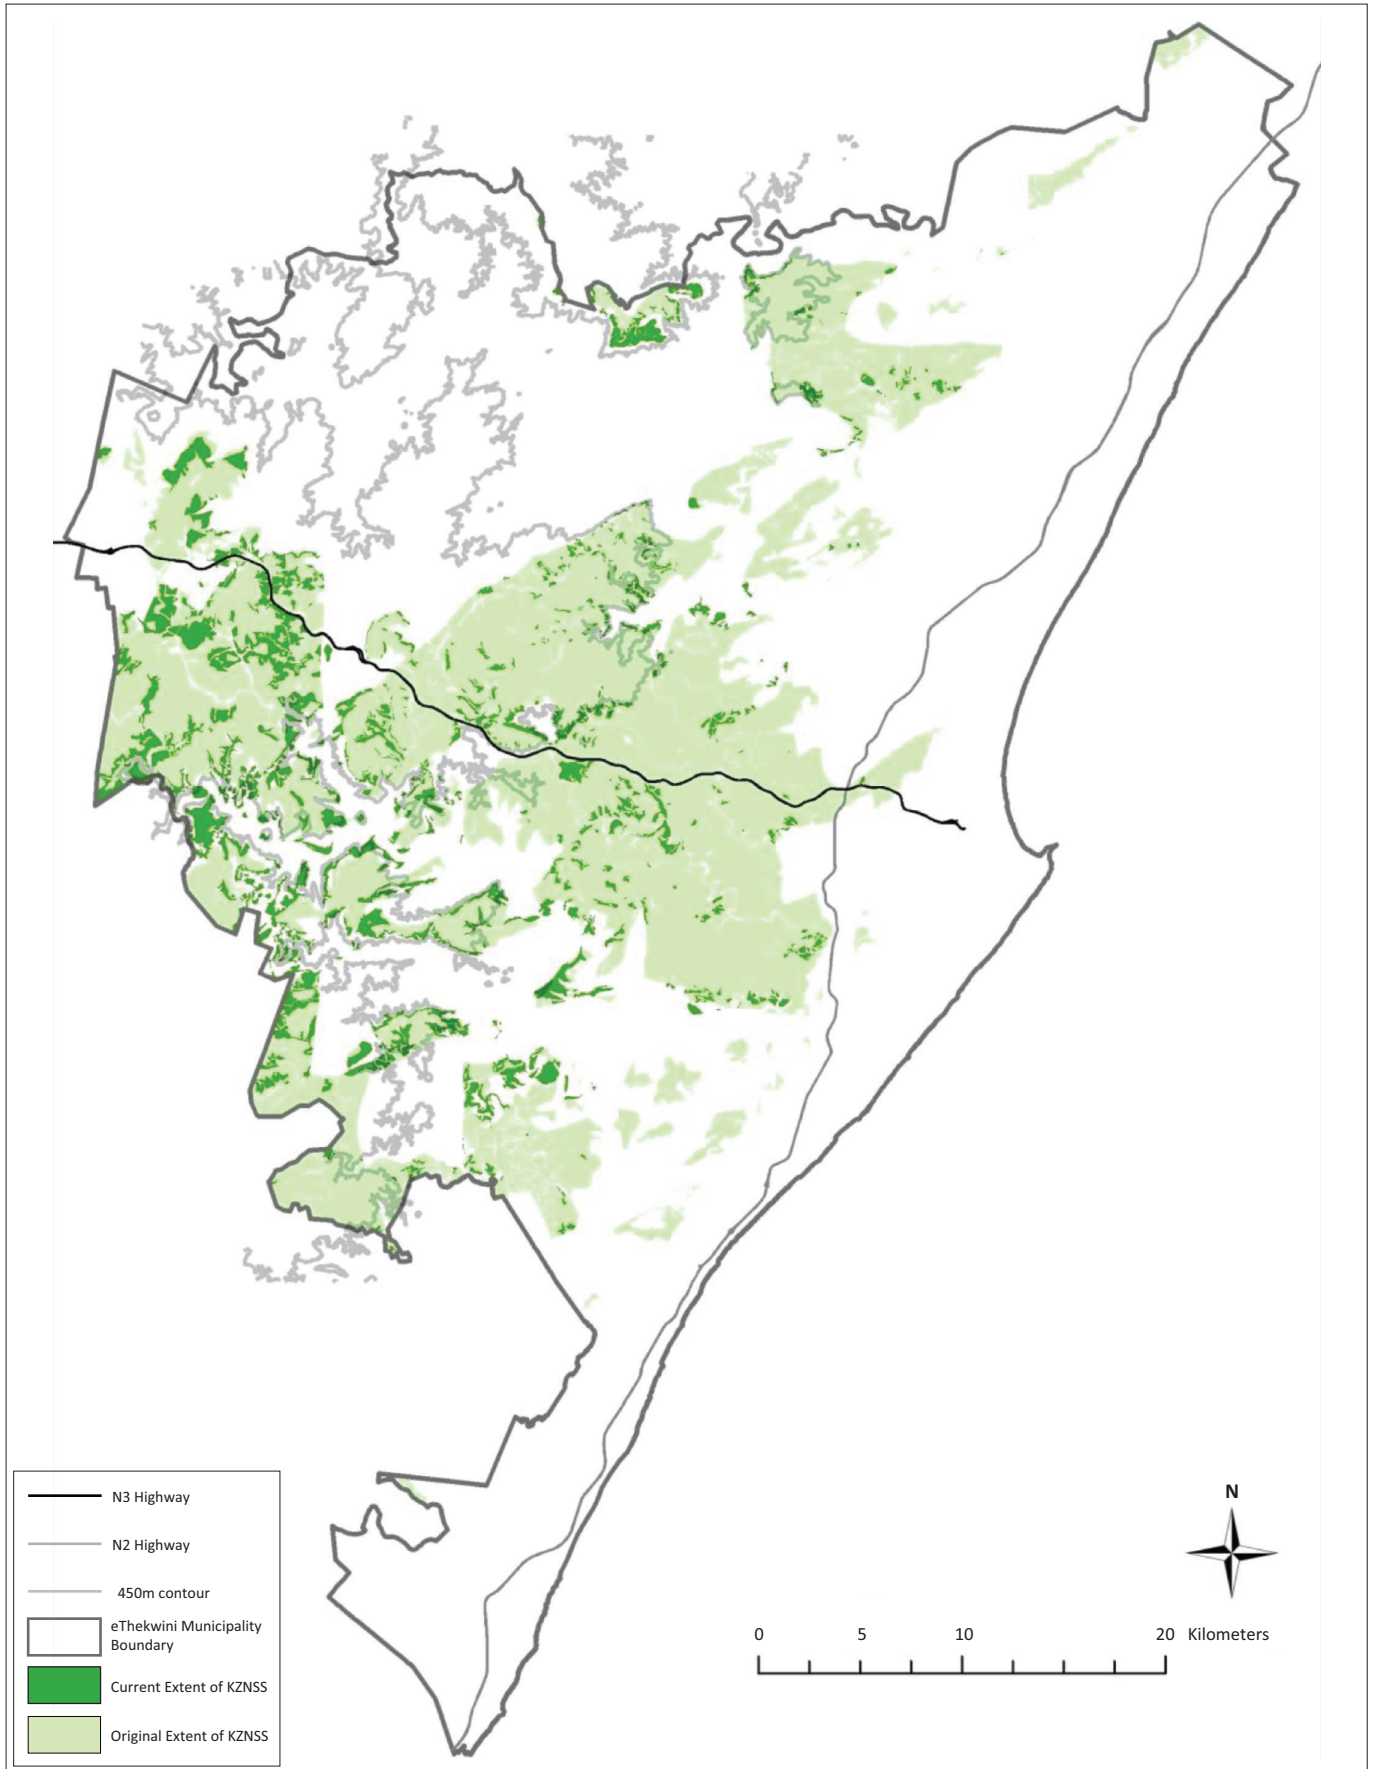 N3 Highway
N2 Highway
450m contour
eThekwini Municipality
Boundary
Current Extent of KZNSS
Original Extent of KZNSS
N
0 5 10 20 Kilometers